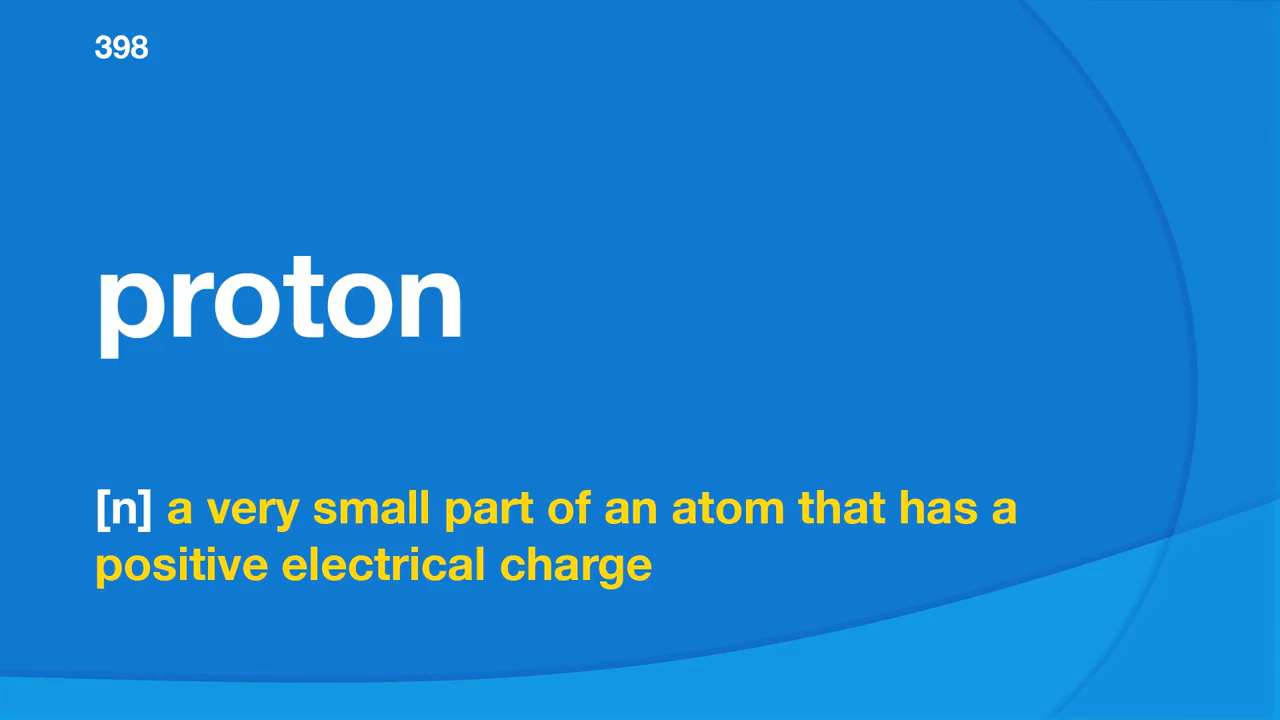 398
proton
[n] a very small part of an atom that has a
positive electrical charge